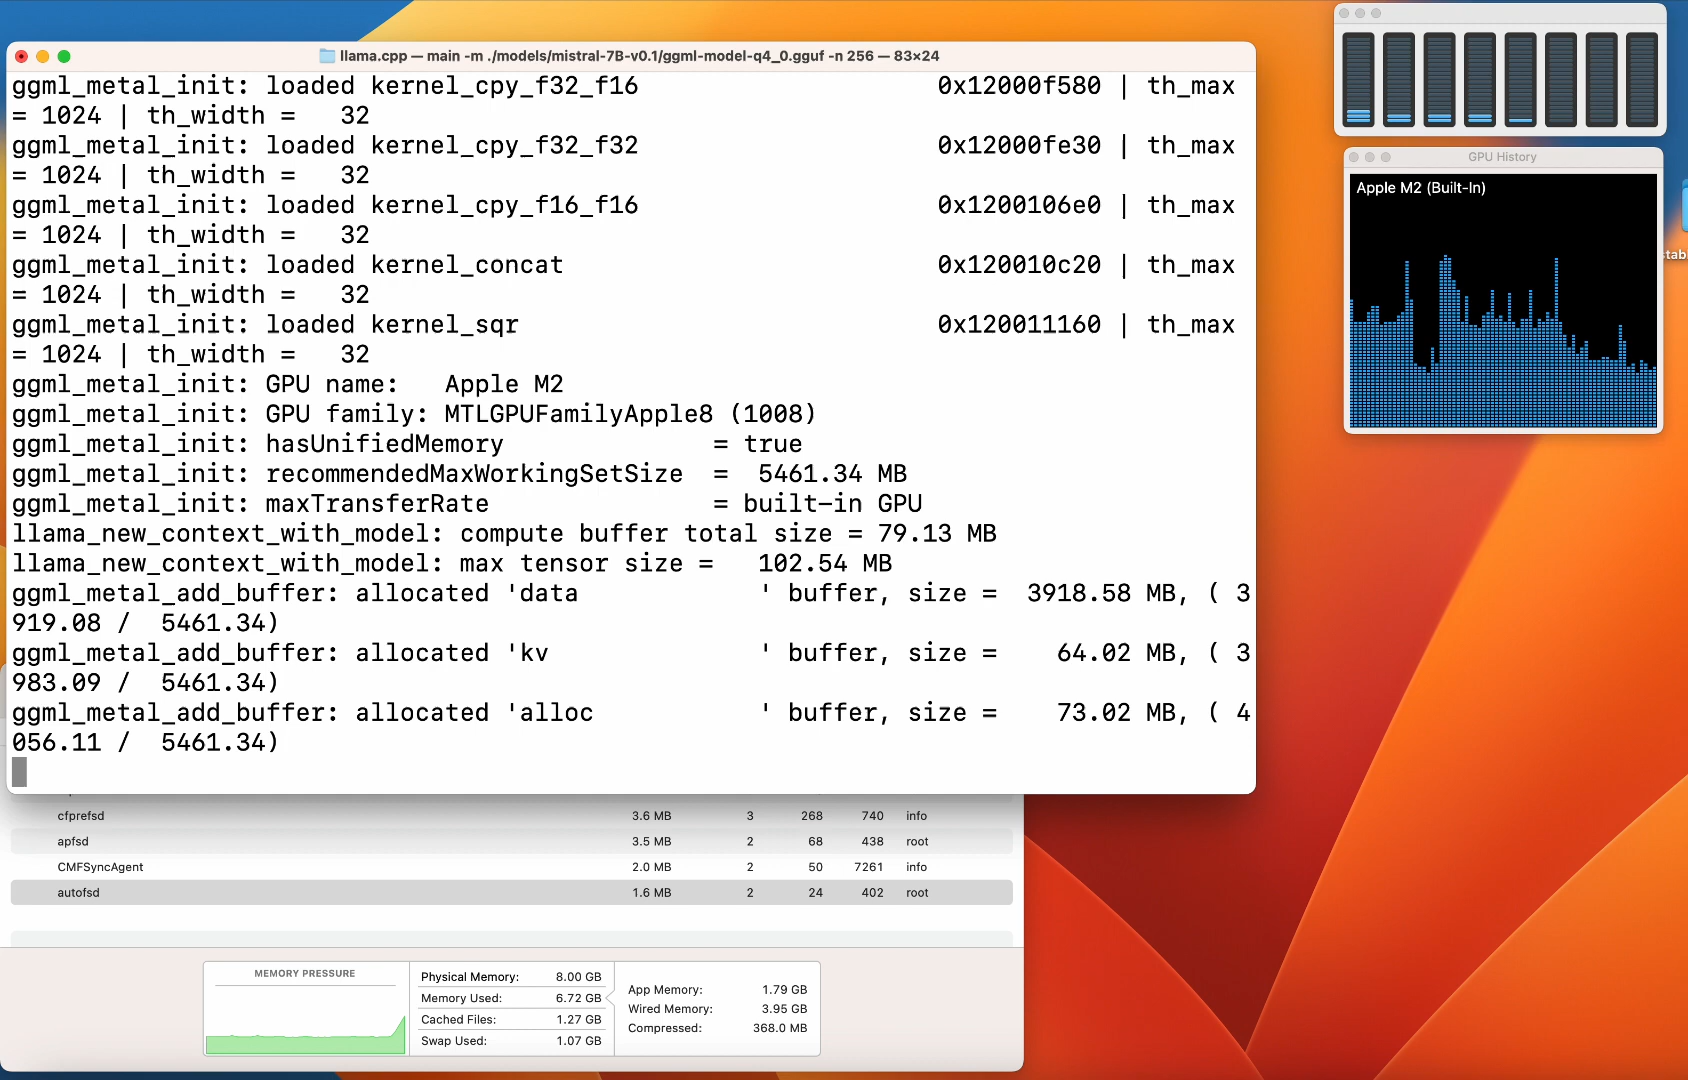 llama.cpp — main -m ./models/mistral-7B-v0.1/ggml-model-q4_0.gguf -n 256 — 83×24
ggml_metal_init: loaded kernel_cpy_f32_f16                    0x12000f580 | th_max
= 1024 | th_width =   32
ggml_metal_init: loaded kernel_cpy_f32_f32                    0x12000fe30 | th_max
= 1024 | th_width =   32
ggml_metal_init: loaded kernel_cpy_f16_f16                    0x1200106e0 | th_max
= 1024 | th_width =   32
ggml_metal_init: loaded kernel_concat                         0x120010c20 | th_max
= 1024 | th_width =   32
ggml_metal_init: loaded kernel_sqr                            0x120011160 | th_max
= 1024 | th_width =   32
ggml_metal_init: GPU name:   Apple M2
ggml_metal_init: GPU family: MTLGPUFamilyApple8 (1008)
ggml_metal_init: hasUnifiedMemory              = true
ggml_metal_init: recommendedMaxWorkingSetSize  =  5461.34 MB
ggml_metal_init: maxTransferRate               = built-in GPU
llama_new_context_with_model: compute buffer total size = 79.13 MB
llama_new_context_with_model: max tensor size =   102.54 MB
ggml_metal_add_buffer: allocated 'data            ' buffer, size =  3918.58 MB, ( 3
919.08 /  5461.34)
ggml_metal_add_buffer: allocated 'kv              ' buffer, size =    64.02 MB, ( 3
983.09 /  5461.34)
ggml_metal_add_buffer: allocated 'alloc           ' buffer, size =    73.02 MB, ( 4
056.11 /  5461.34)
GPU History
Apple M2 (Built-In)
stab
cfprefsd 3.6 MB 3 268 740 info
apfsd 3.5 MB 2 68 438 root
CMFSyncAgent 2.0 MB 2 50 7261 info
autofsd 1.6 MB 2 24 402 root
MEMORY PRESSURE
Physical Memory: 8.00 GB
Memory Used: 6.72 GB
Cached Files: 1.27 GB
Swap Used: 1.07 GB
App Memory: 1.79 GB
Wired Memory: 3.95 GB
Compressed: 368.0 MB